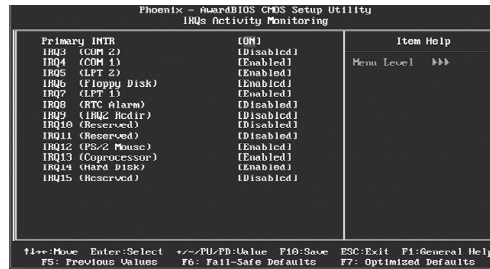 Phoenix - AwardBIOS CMOS Setup Utility
IRQs Activity Monitoring
Primary INTR [ON]
IRQ3 (COM 2) [Disabled]
IRQ4 (COM 1) [Enabled]
IRQ5 (LPT 2) [Enabled]
IRQ6 (Floppy Disk) [Enabled]
IRQ7 (LPT 1) [Enabled]
IRQ8 (RTC Alarm) [Disabled]
IRQ9 (IRQ2 Redir) [Disabled]
IRQ10 (Reserved) [Disabled]
IRQ11 (Reserved) [Disabled]
IRQ12 (PS/2 Mouse) [Enabled]
IRQ13 (Coprocessor) [Enabled]
IRQ14 (Hard Disk) [Enabled]
IRQ15 (Reserved) [Disabled]
Item Help
Menu Level ►►►
↑↓→←:Move Enter:Select +/-/PU/PD:Value F10:Save ESC:Exit F1:General Help
F5: Previous Values F6: Fail-Safe Defaults F7: Optimized Defaults